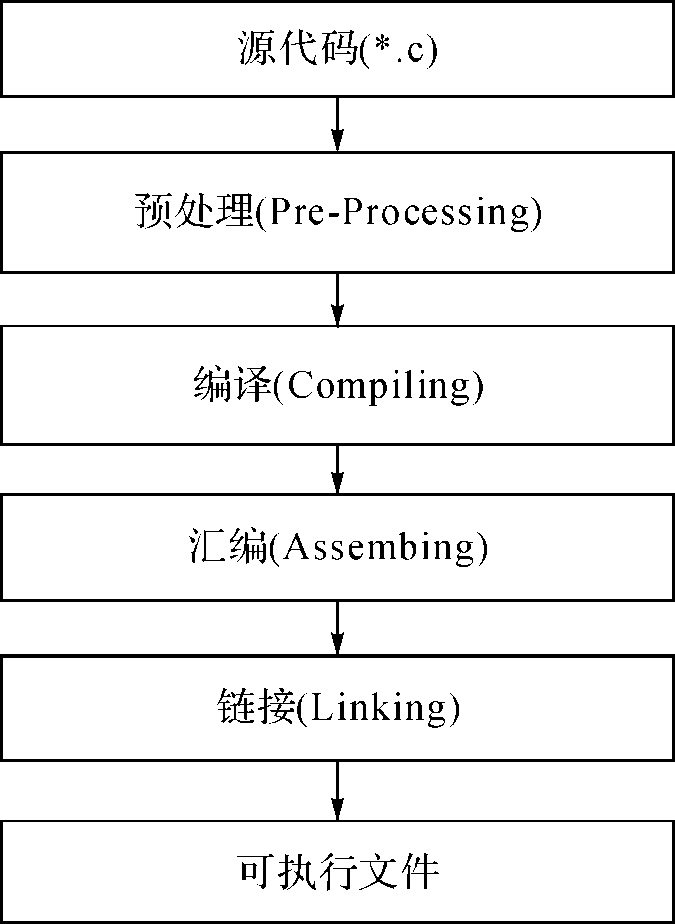 源代码(*.c)
预处理(Pre-Processing)
编译(Compiling)
汇编(Assembing)
链接(Linking)
可执行文件